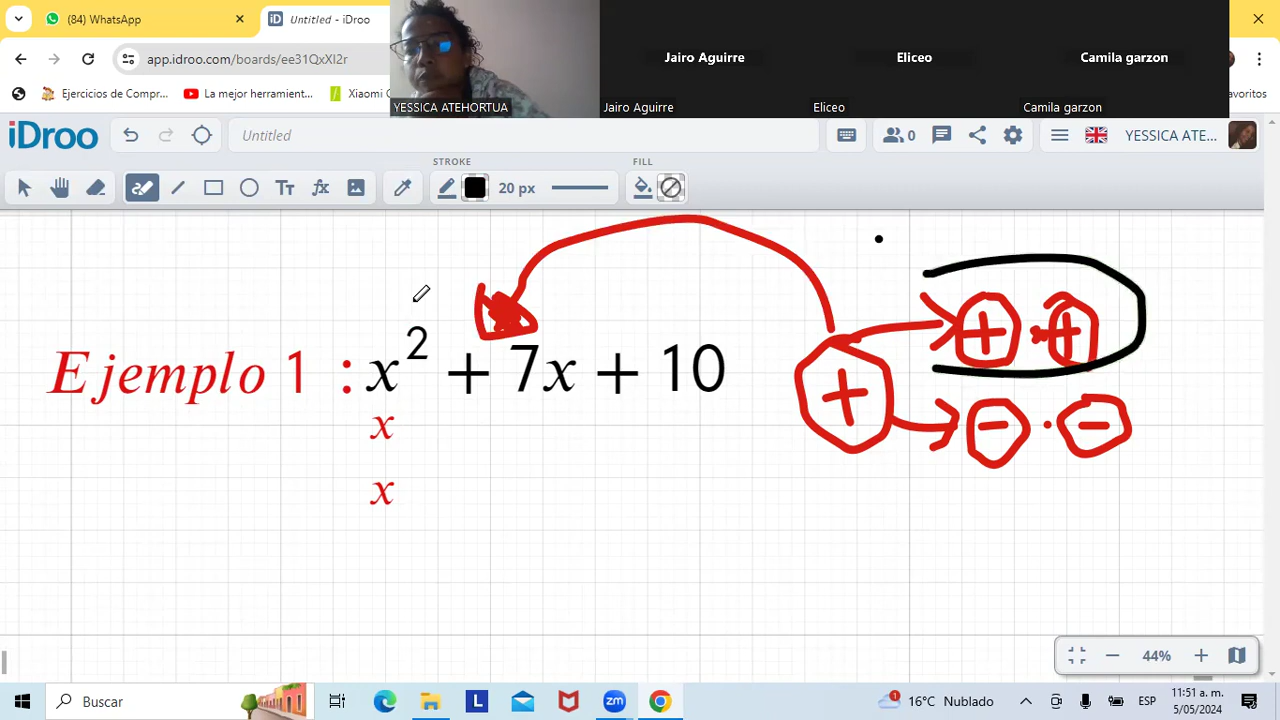 (84) WhatsApp
Untitled - iDroo
app.idroo.com/boards/ee31QxXI2r
Ejercicios de Compr...
La mejor herramient...
Xiaomi
avoritos
YESSICA ATEHORTUA
Jairo Aguirre
Jairo Aguirre
Eliceo
Eliceo
Camila garzon
Camila garzon
iDroo
Untitled
0
YESSICA ATE...
STROKE
FILL
20 px
Ejemplo 1 : x² + 7x + 10
x
x
+
+ · +
− · −
44%
Buscar
16°C Nublado
ESP
11:51 a. m.
5/05/2024